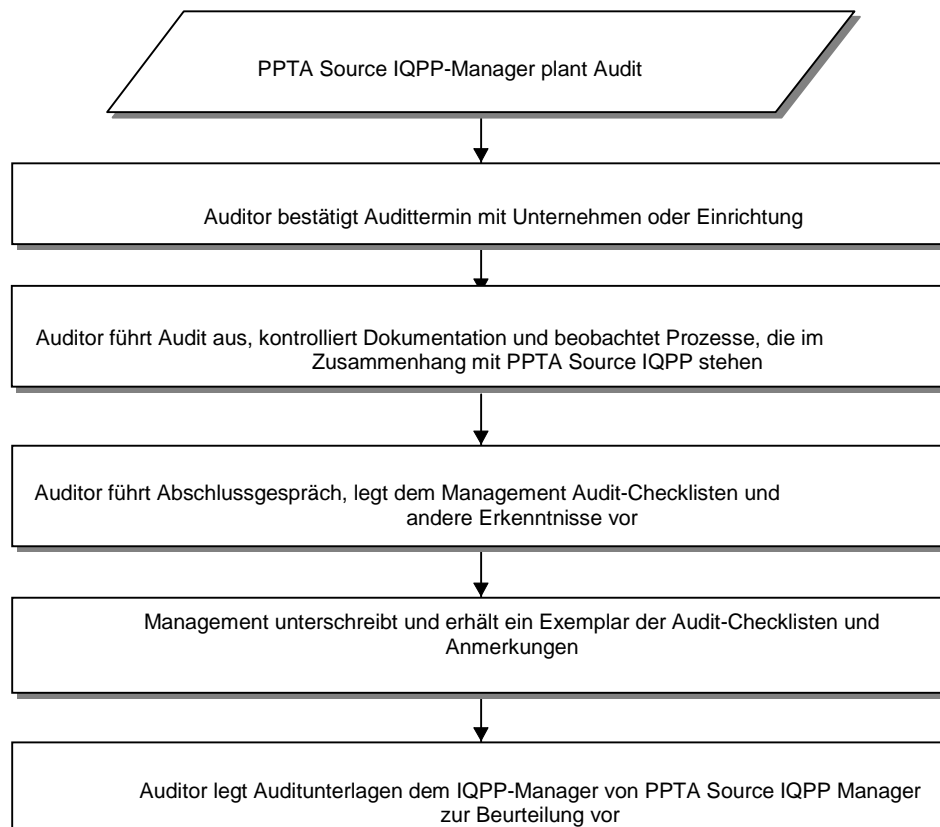 PPTA Source IQPP-Manager plant Audit
Auditor bestätigt Audittermin mit Unternehmen oder Einrichtung
Auditor führt Audit aus, kontrolliert Dokumentation und beobachtet Prozesse, die im
Zusammenhang mit PPTA Source IQPP stehen
Auditor führt Abschlussgespräch, legt dem Management Audit-Checklisten und
andere Erkenntnisse vor
Management unterschreibt und erhält ein Exemplar der Audit-Checklisten und
Anmerkungen
Auditor legt Auditunterlagen dem IQPP-Manager von PPTA Source IQPP Manager
zur Beurteilung vor